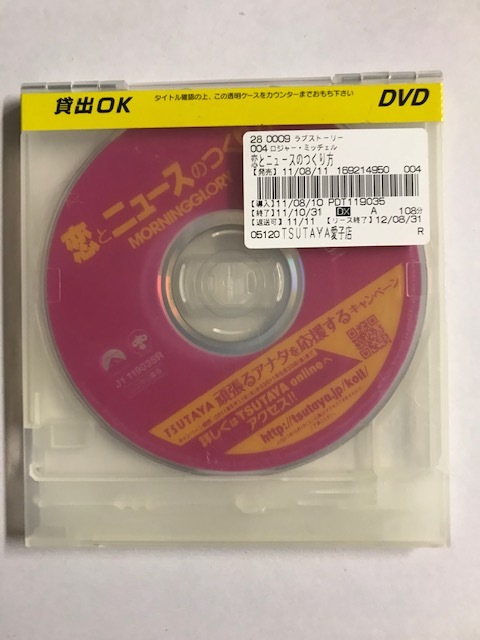 貸出OK
タイトル確認の上、この透明ケースをカウンターまでおもち下さい
DVD
28 0009 ラブストーリー
004 ロジャー・ミッチェル
恋とニュースのつくり方
【発売】11/08/11 169214950 004
【導入】11/08/10 PDT119035
【終了】11/10/31 DX A 108分
【返送可】11/11 【リース終了】12/08/31
05120 TSUTAYA愛子店 R
恋とニュースのつく
MORNINGGLORY
TSUTAYA 頑張るアナタを応援するキャンペーン
詳しくはTSUTAYA onlineへ
アクセス!!
http://tsutaya.jp/koi/